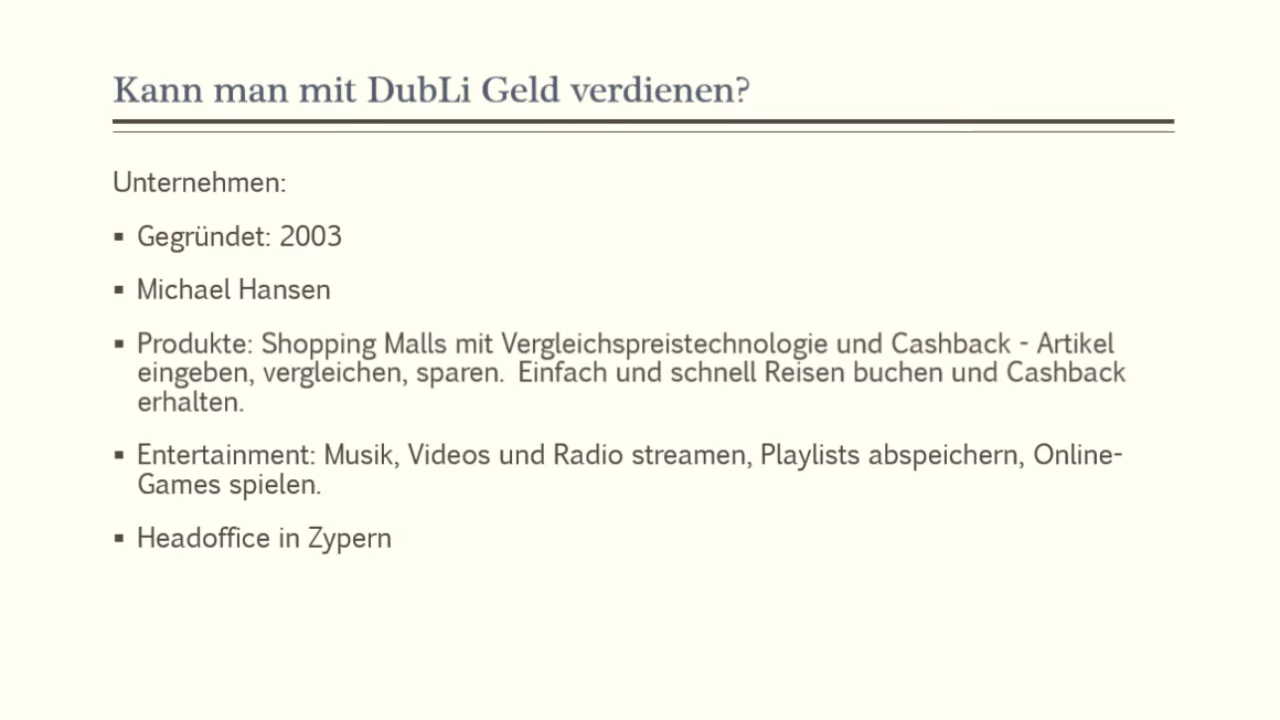 Kann man mit DubLi Geld verdienen?
Unternehmen:
▪ Gegründet: 2003
▪ Michael Hansen
▪ Produkte: Shopping Malls mit Vergleichspreistechnologie und Cashback - Artikel
eingeben, vergleichen, sparen. Einfach und schnell Reisen buchen und Cashback
erhalten.
▪ Entertainment: Musik, Videos und Radio streamen, Playlists abspeichern, Online-
Games spielen.
▪ Headoffice in Zypern